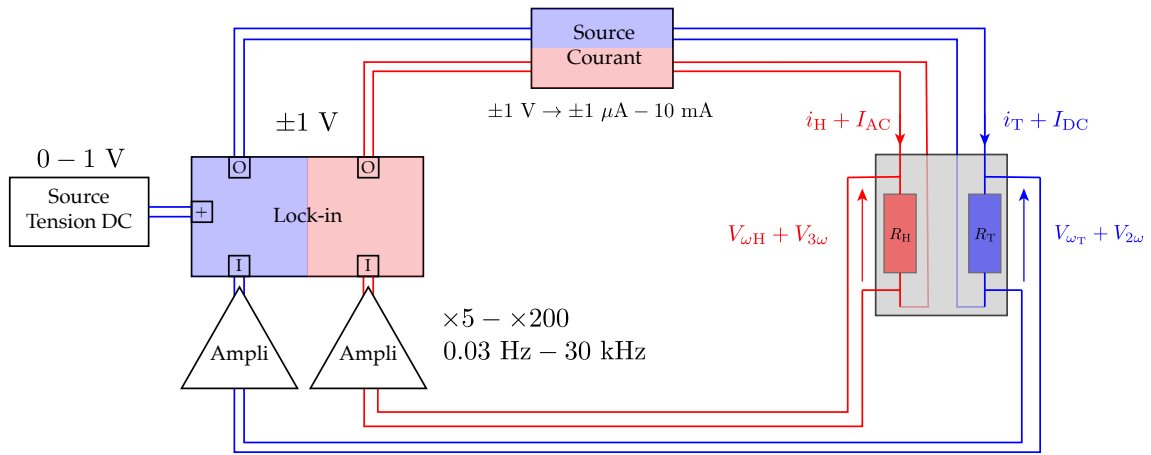 Source
Courant
±1 V → ±1 μA − 10 mA
±1 V
i_H + I_AC
i_T + I_DC
0 − 1 V
Source
Tension DC
O
O
+
Lock-in
I
I
R_H
R_T
V_ωH + V_3ω
V_ω_T + V_2ω
×5 − ×200
0.03 Hz − 30 kHz
Ampli
Ampli